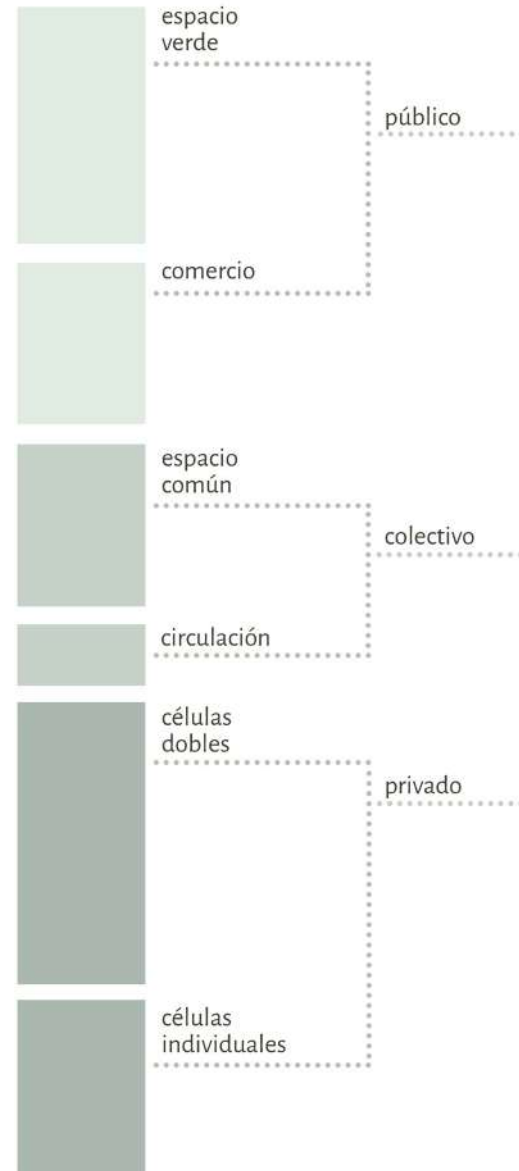 espacio
verde
público
comercio
espacio
común
colectivo
circulación
células
dobles
privado
células
individuales